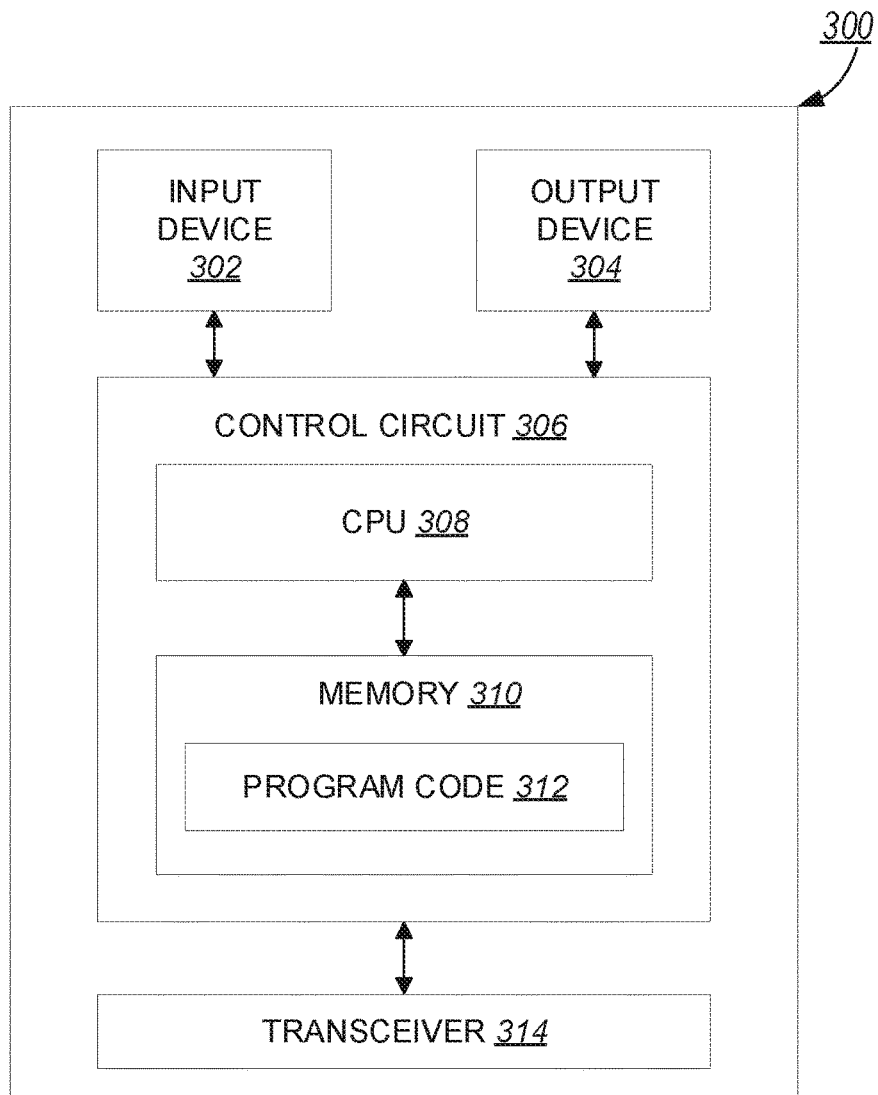 300
INPUT
DEVICE
302
OUTPUT
DEVICE
304
CONTROL CIRCUIT 306
CPU 308
MEMORY 310
PROGRAM CODE 312
TRANSCEIVER 314